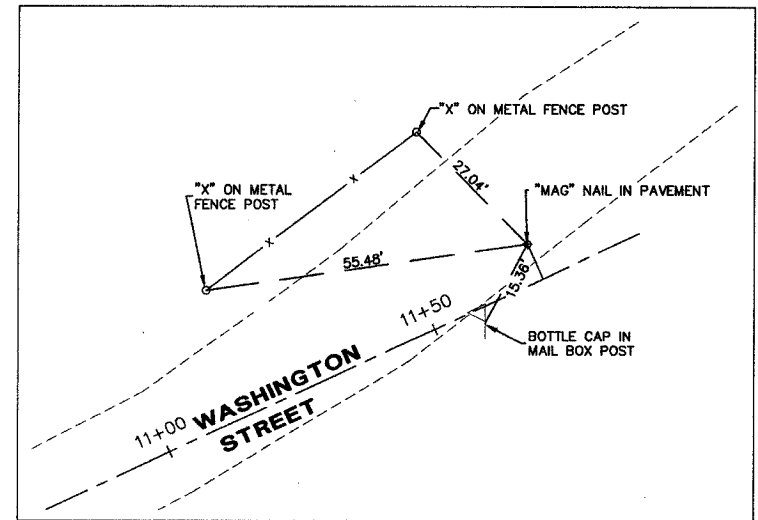 "X" ON METAL FENCE POST
27.04'
"X" ON METAL
FENCE POST
"MAG" NAIL IN PAVEMENT
55.48'
15.36'
11+50
BOTTLE CAP IN
MAIL BOX POST
11+00
WASHINGTON
STREET
x
x